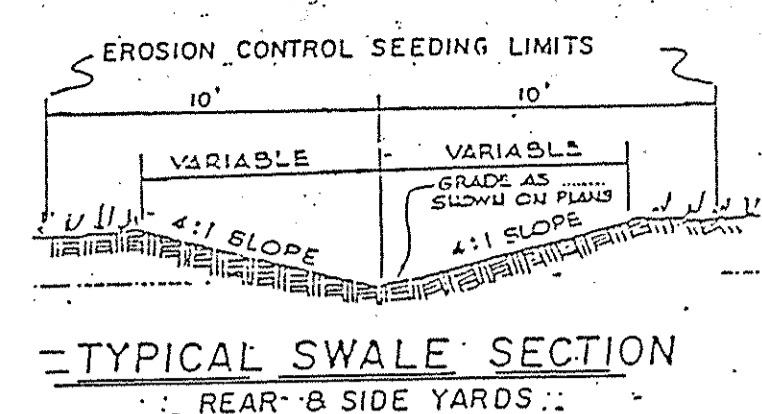 EROSION CONTROL SEEDING LIMITS
10' 10'
VARIABLE VARIABLE
GRADE AS
SHOWN ON PLANS
4:1 SLOPE 4:1 SLOPE
TYPICAL SWALE SECTION
REAR & SIDE YARDS